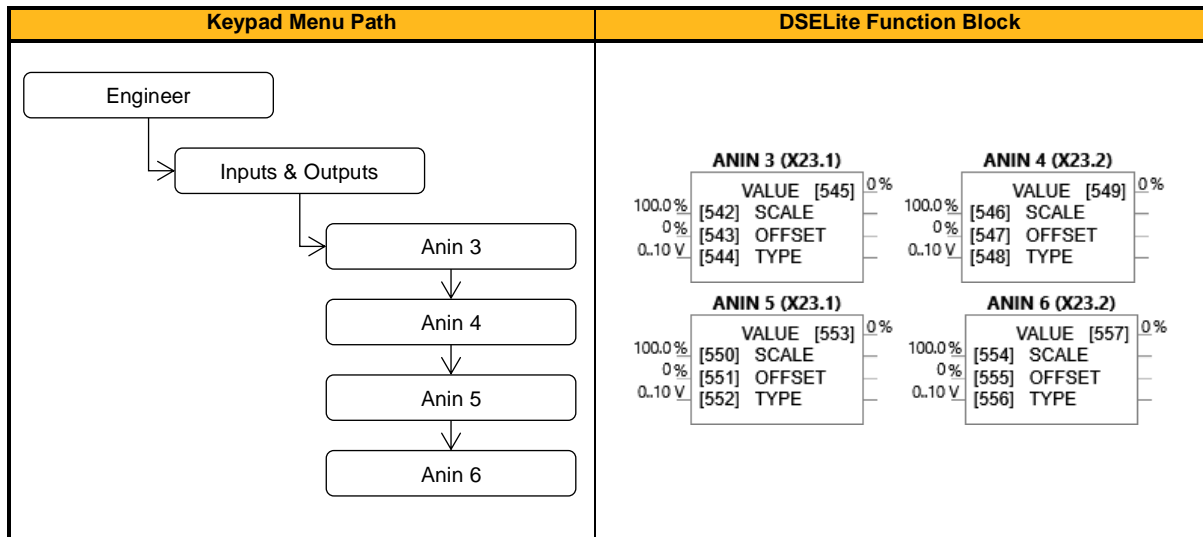 Keypad Menu Path
DSELite Function Block
Engineer
Inputs & Outputs
Anin 3
Anin 4
Anin 5
Anin 6
ANIN 3 (X23.1)
VALUE [545] 0 %
100.0 % [542] SCALE
0 % [543] OFFSET
0..10 V [544] TYPE
ANIN 4 (X23.2)
VALUE [549] 0 %
100.0 % [546] SCALE
0 % [547] OFFSET
0..10 V [548] TYPE
ANIN 5 (X23.1)
VALUE [553] 0 %
100.0 % [550] SCALE
0 % [551] OFFSET
0..10 V [552] TYPE
ANIN 6 (X23.2)
VALUE [557] 0 %
100.0 % [554] SCALE
0 % [555] OFFSET
0..10 V [556] TYPE